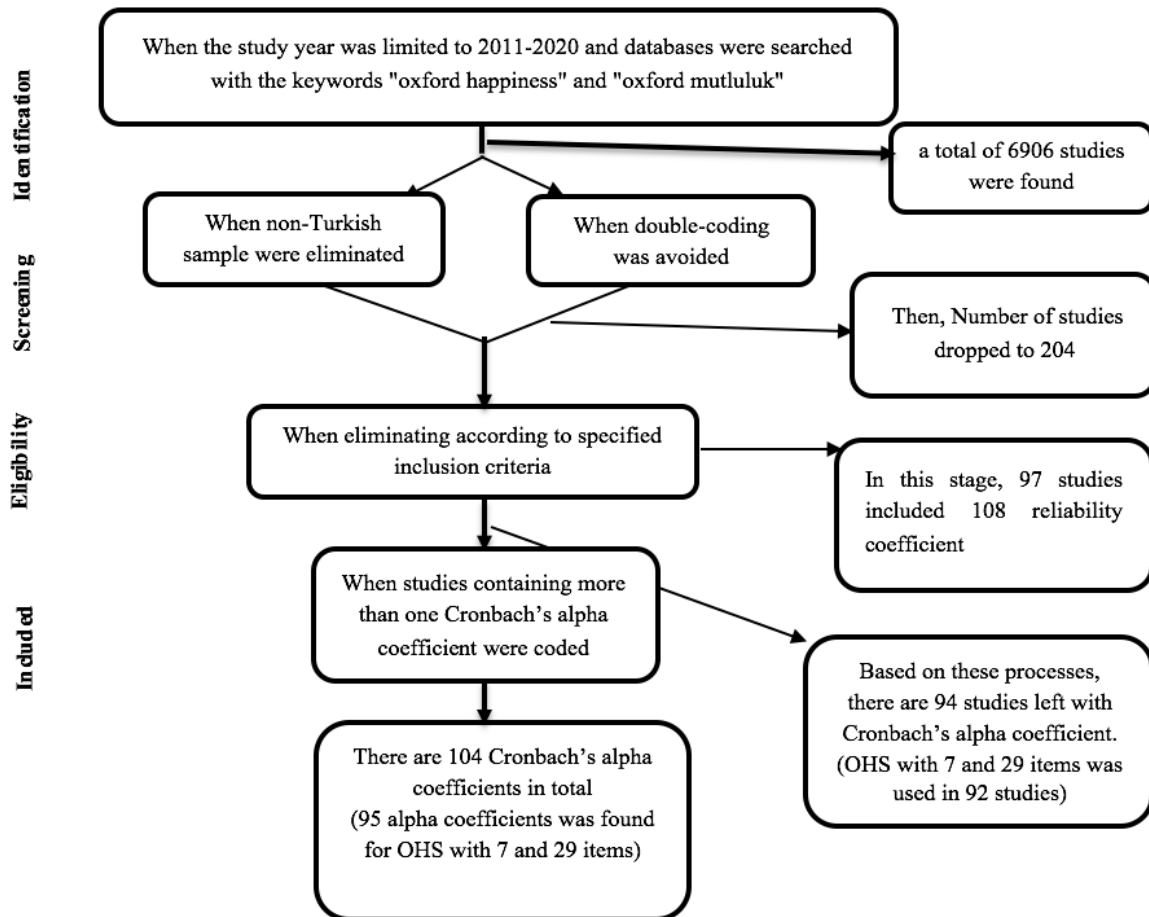 When the study year was limited to 2011-2020 and databases were searched
with the keywords "oxford happiness" and "oxford mutluluk"
Identification
a total of 6906 studies
were found
When non-Turkish
sample were eliminated
When double-coding
was avoided
Screening
Then, Number of studies
dropped to 204
Eligibility
When eliminating according to specified
inclusion criteria
In this stage, 97 studies
included 108 reliability
coefficient
When studies containing more
than one Cronbach’s alpha
coefficient were coded
Included
Based on these processes,
there are 94 studies left with
Cronbach’s alpha coefficient.
(OHS with 7 and 29 items was
used in 92 studies)
There are 104 Cronbach’s alpha
coefficients in total
(95 alpha coefficients was found
for OHS with 7 and 29 items)